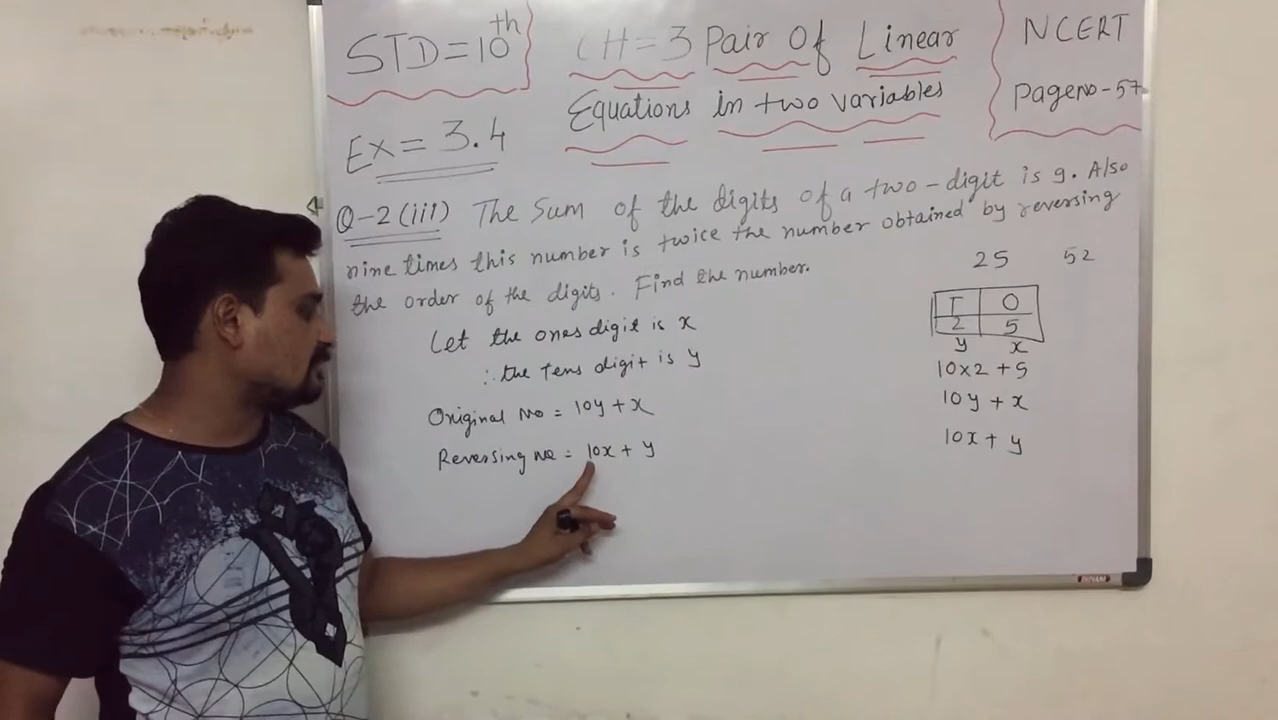 STD=10th
CH=3 Pair Of Linear
Equations in two variables
NCERT
Page no-57
Ex= 3.4
Q-2(iii) The Sum of the digits of a two-digit is 9. Also
nine times this number is twice the number obtained by reversing
the order of the digits. Find the number.
Let the ones digit is x
∴ the Tens digit is y
Original No = 10y+x
Reversing no = 10x + y
25 52
T O
2 5
y x
10x2+5
10y+x
10x+y